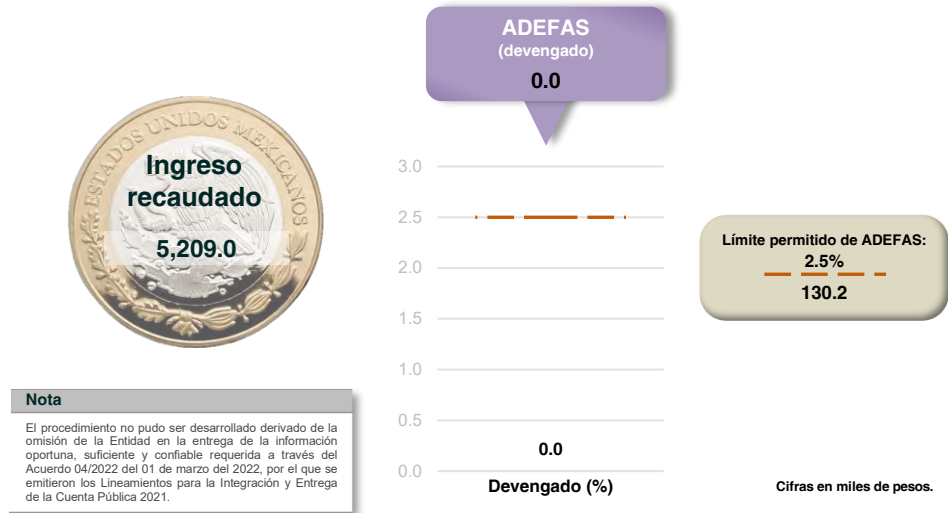 ADEFAS
(devengado)
0.0
ESTADOS UNIDOS MEXICANOS
Ingreso
recaudado
5,209.0
3.0
2.5
2.0
1.5
1.0
0.5
0.0
0.0
Devengado (%)
Límite permitido de ADEFAS:
2.5%
130.2
Nota
El procedimiento no pudo ser desarrollado derivado de la
omisión de la Entidad en la entrega de la información
oportuna, suficiente y confiable requerida a través del
Acuerdo 04/2022 del 01 de marzo del 2022, por el que se
emitieron los Lineamientos para la Integración y Entrega
de la Cuenta Pública 2021.
Cifras en miles de pesos.